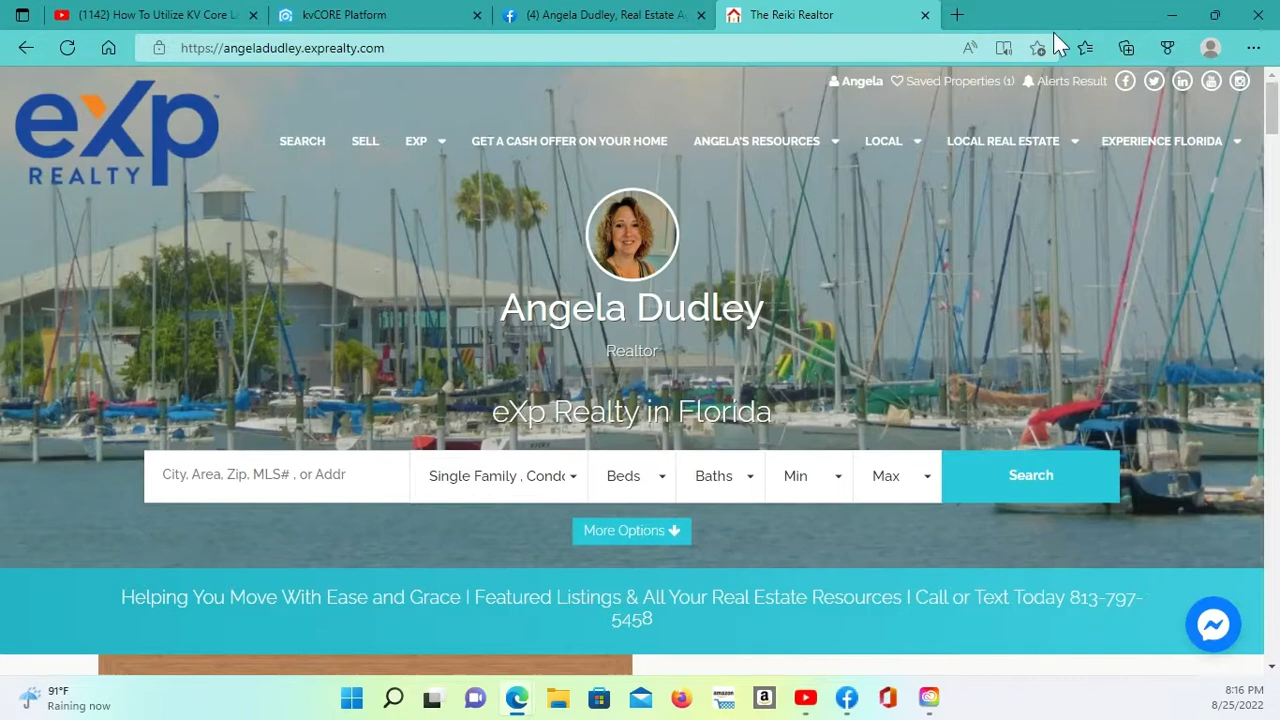 (1142) How To Utilize KV Core L
kvCORE Platform
(4) Angela Dudley, Real Estate A
The Reiki Realtor
https://angeladudley.exprealty.com
Angela Saved Properties (1) Alerts Result
eXp
REALTY
SEARCH SELL EXP GET A CASH OFFER ON YOUR HOME ANGELA'S RESOURCES LOCAL LOCAL REAL ESTATE EXPERIENCE FLORIDA
Angela Dudley
Realtor
eXp Realty in Florida
City, Area, Zip, MLS# , or Addr
Single Family , Condo
Beds
Baths
Min
Max
Search
More Options
Helping You Move With Ease and Grace | Featured Listings & All Your Real Estate Resources | Call or Text Today 813-797-
5458
91°F
Raining now
amazon
a
8:16 PM
8/25/2022